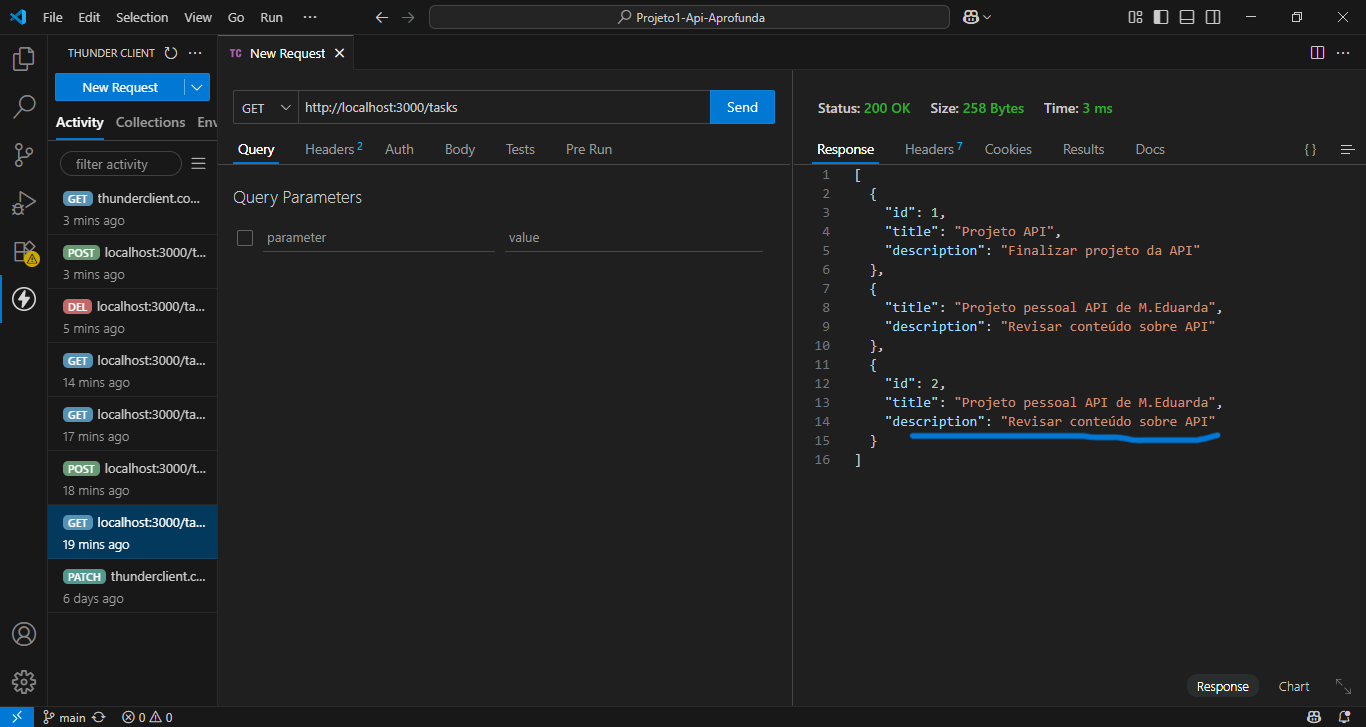 File Edit Selection View Go Run ··· Projeto1-Api-Aprofunda
THUNDER CLIENT ···
New Request
Activity Collections Env
filter activity
GET thunderclient.co...
3 mins ago
POST localhost:3000/t...
3 mins ago
DEL localhost:3000/ta...
5 mins ago
GET localhost:3000/ta...
14 mins ago
GET localhost:3000/ta...
17 mins ago
POST localhost:3000/t...
18 mins ago
GET localhost:3000/ta...
19 mins ago
PATCH thunderclient.c...
6 days ago
TC New Request
GET http://localhost:3000/tasks Send
Query Headers 2 Auth Body Tests Pre Run
Query Parameters
parameter value
Status: 200 OK Size: 258 Bytes Time: 3 ms
Response Headers 7 Cookies Results Docs { }
1 [
2 {
3 "id": 1,
4 "title": "Projeto API",
5 "description": "Finalizar projeto da API"
6 },
7 {
8 "title": "Projeto pessoal API de M.Eduarda",
9 "description": "Revisar conteúdo sobre API"
10 },
11 {
12 "id": 2,
13 "title": "Projeto pessoal API de M.Eduarda",
14 "description": "Revisar conteúdo sobre API"
15 }
16 ]
Response Chart
main 0 0